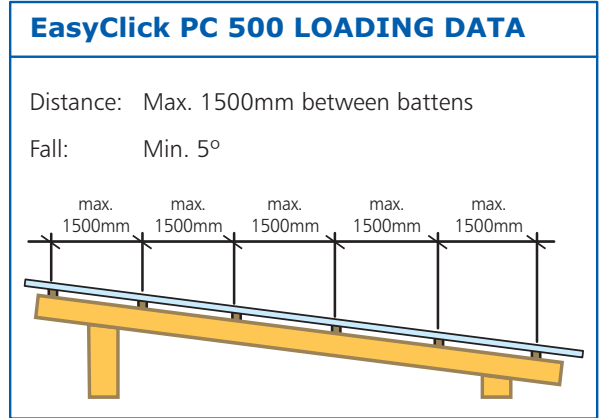 EasyClick PC 500 LOADING DATA
Distance: Max. 1500mm between battens
Fall: Min. 5º
max. max. max. max. max.
1500mm 1500mm 1500mm 1500mm 1500mm